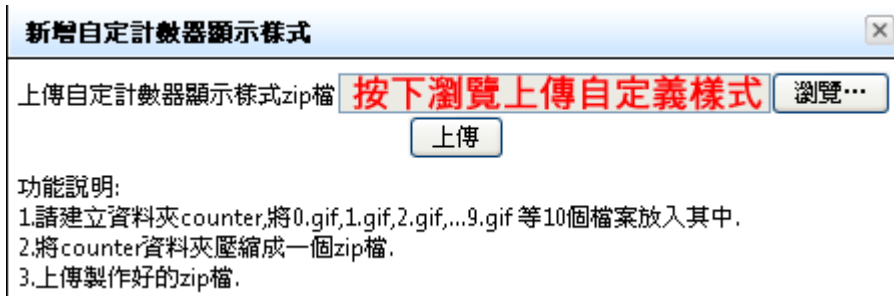 新增自定計數器顯示樣式
上傳自定計數器顯示樣式zip檔 按下瀏覽上傳自定義樣式 瀏覽…
上傳
功能說明:
1.請建立資料夾counter,將0.gif,1.gif,2.gif,...9.gif 等10個檔案放入其中.
2.將counter資料夾壓縮成一個zip檔.
3.上傳製作好的zip檔.